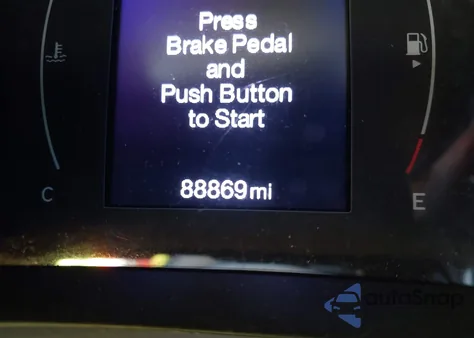 Press
Brake Pedal
and
Push Button
to Start
88869mi
C
E
autoSnap